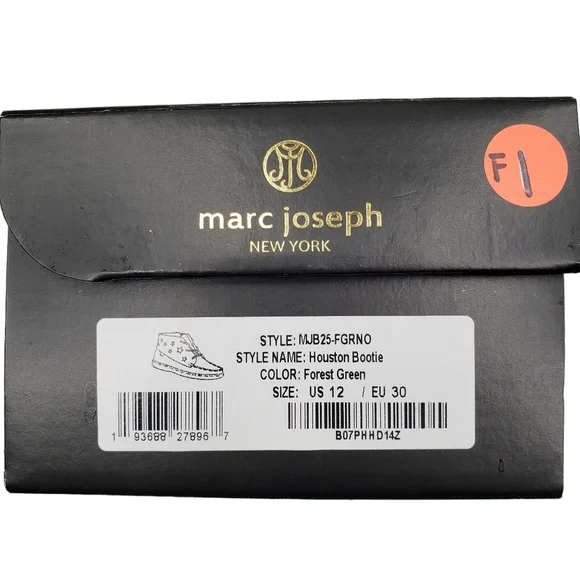 F1
marc joseph
NEW YORK
STYLE: MJB25-FGRNO
STYLE NAME: Houston Bootie
COLOR: Forest Green
SIZE: US 12 / EU 30
1 93688 27896 7
B07PHHD14Z